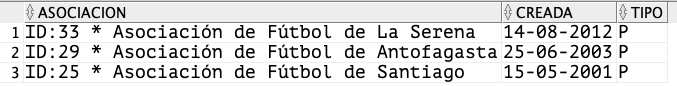 ASOCIACION CREADA TIPO
1 ID:33 * Asociación de Fútbol de La Serena 14-08-2012 P
2 ID:29 * Asociación de Fútbol de Antofagasta 25-06-2003 P
3 ID:25 * Asociación de Fútbol de Santiago 15-05-2001 P